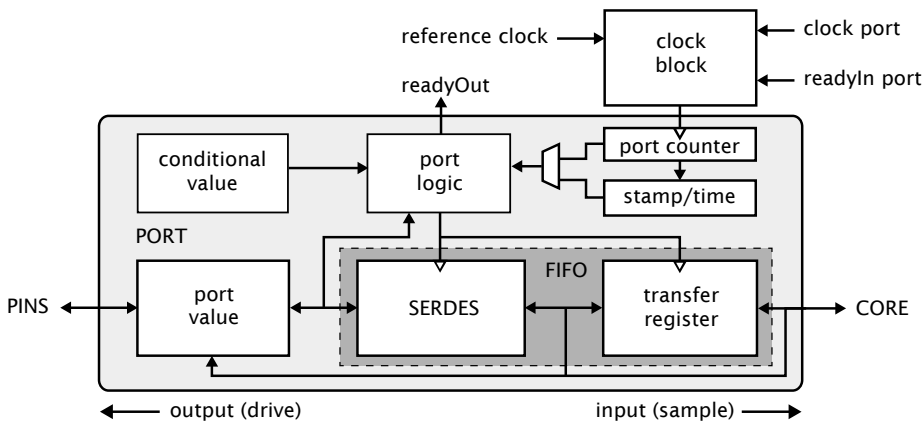 reference clock
clock
block
clock port
readyIn port
readyOut
conditional
value
port
logic
port counter
stamp/time
PORT
FIFO
PINS
port
value
SERDES
transfer
register
CORE
output (drive)
input (sample)